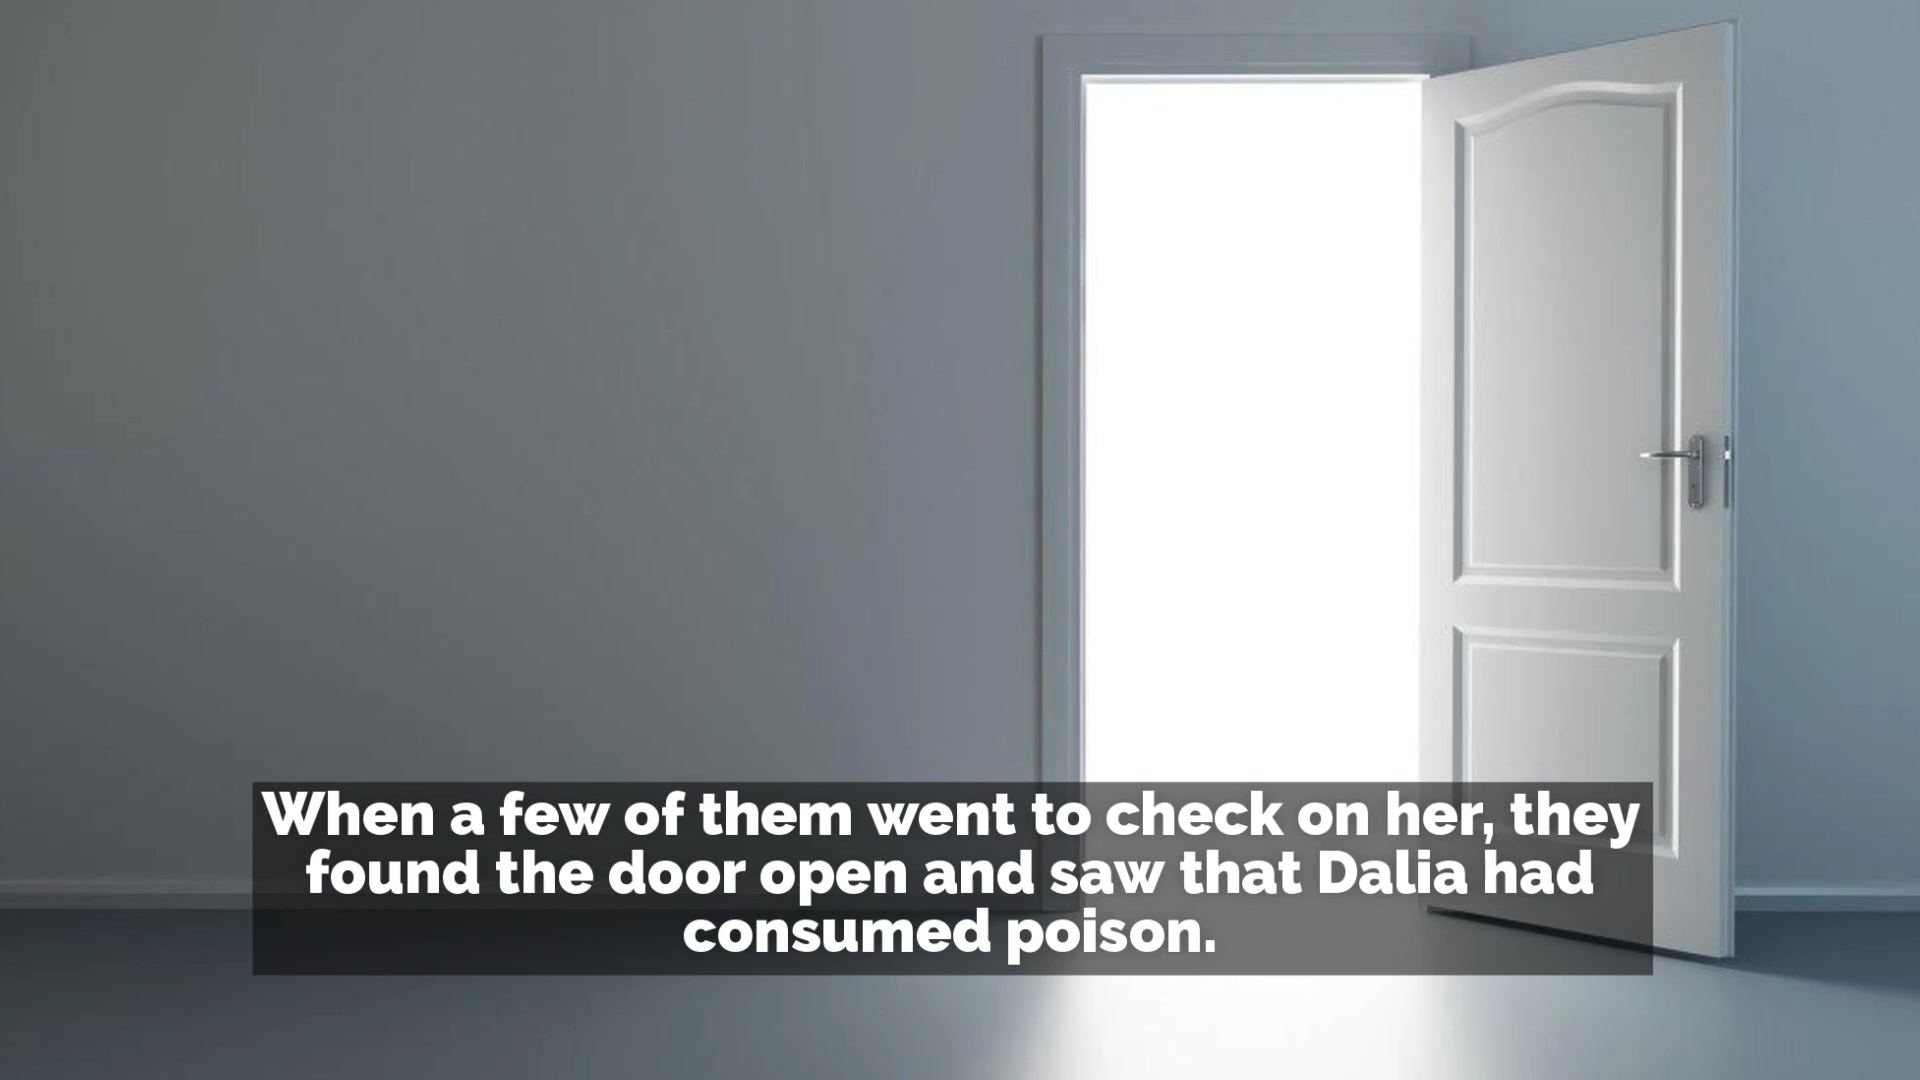 When a few of them went to check on her, they
found the door open and saw that Dalia had
consumed poison.